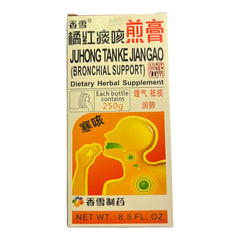 香雪
橘红痰咳
煎膏
JUHONG TANKE JIANGAO
(BRONCHIAL SUPPORT)
Dietary Herbal Supplement
Each bottle
contains
250g
理气 祛痰
润肺
寒咳
香雪制药
NET WT.: 8.5 FL. OZ